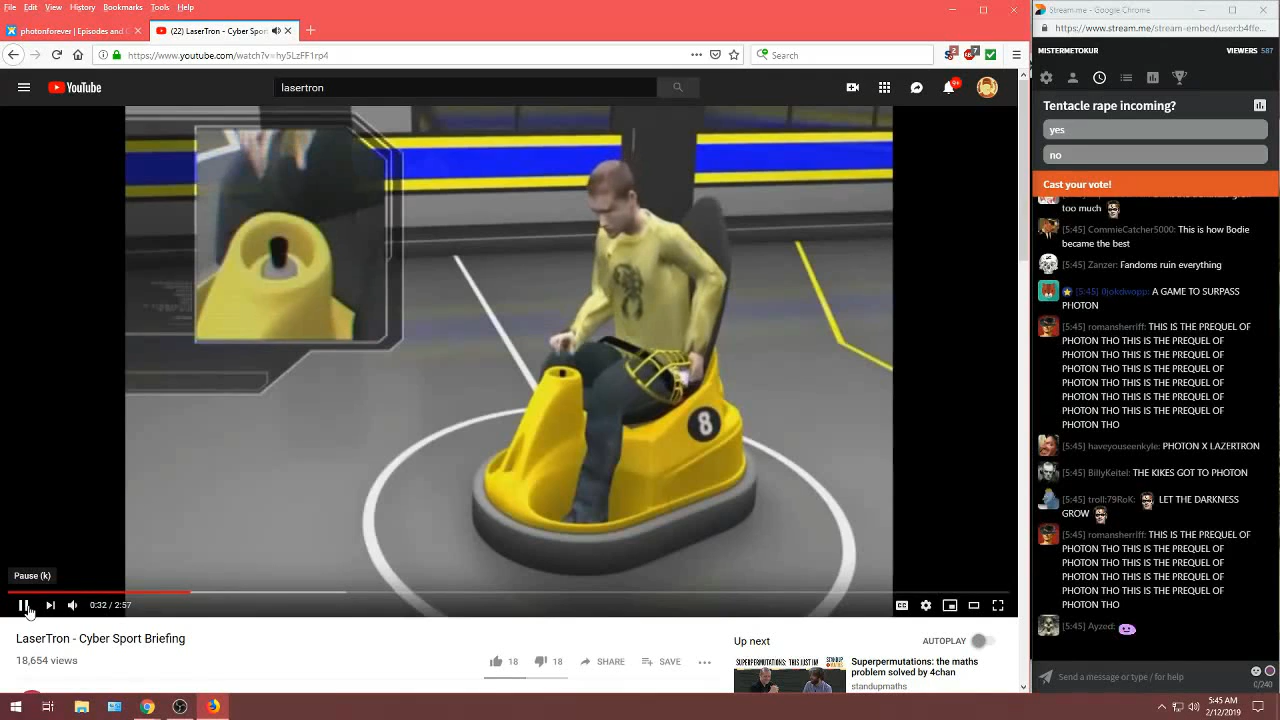 File Edit View History Bookmarks Tools Help
photonforever | Episodes and C
(22) LaserTron - Cyber Sport
https://www.youtube.com/watch?v=hy5LzFF1rp4
Search
2
7
YouTube
lasertron
9+
8
Pause (k)
0:32 / 2:57
CC
LaserTron - Cyber Sport Briefing
18,654 views
18
18
SHARE
SAVE
Up next
AUTOPLAY
Superpermutations: the maths
problem solved by 4chan
standupmaths
Stream.me - Google Chrome
https://www.stream.me/stream-embed/user:b4ffe...
MISTERMETOKUR
VIEWERS 587
Tentacle rape incoming?
yes
no
Cast your vote!
too much
[5:45] CommieCatcher5000: This is how Bodie
became the best
[5:45] Zanzer: Fandoms ruin everything
[5:45] 0jokdwopp: A GAME TO SURPASS
PHOTON
[5:45] romansherriff: THIS IS THE PREQUEL OF
PHOTON THO THIS IS THE PREQUEL OF
PHOTON THO THIS IS THE PREQUEL OF
PHOTON THO THIS IS THE PREQUEL OF
PHOTON THO THIS IS THE PREQUEL OF
PHOTON THO THIS IS THE PREQUEL OF
PHOTON THO THIS IS THE PREQUEL OF
PHOTON THO
[5:45] haveyouseenkyle: PHOTON X LAZERTRON
[5:45] BillyKeitel: THE KIKES GOT TO PHOTON
[5:45] troll:79RoK: LET THE DARKNESS
GROW
[5:45] romansherriff: THIS IS THE PREQUEL OF
PHOTON THO THIS IS THE PREQUEL OF
PHOTON THO THIS IS THE PREQUEL OF
PHOTON THO THIS IS THE PREQUEL OF
PHOTON THO THIS IS THE PREQUEL OF
PHOTON THO
[5:45] Ayzed:
Send a message or type / for help
0/240
5:45 AM
2/12/2019